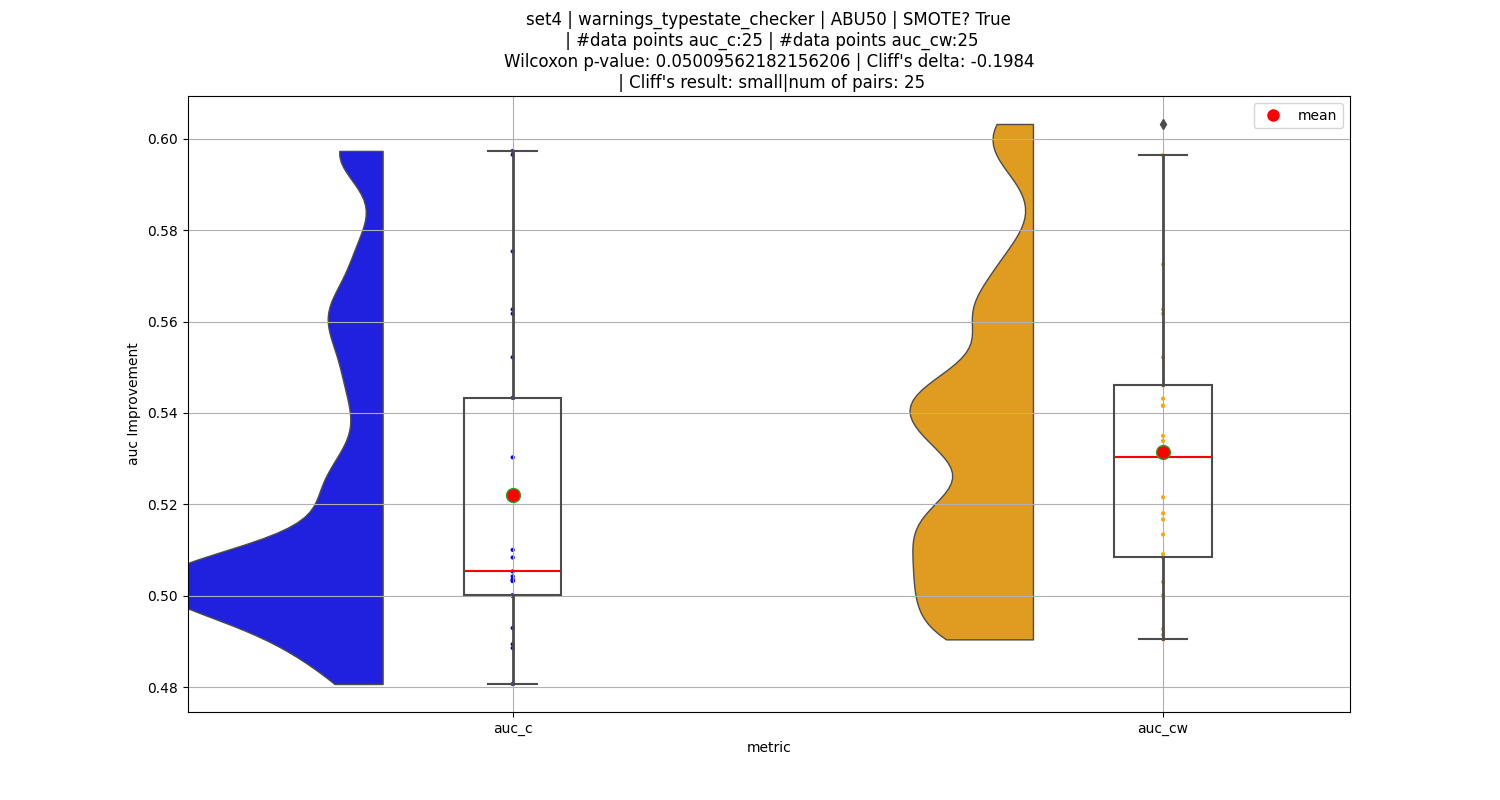 set4 | warnings_typestate_checker | ABU50 | SMOTE? True
| #data points auc_c:25 | #data points auc_cw:25
Wilcoxon p-value: 0.05009562182156206 | Cliff's delta: -0.1984
| Cliff's result: small|num of pairs: 25
mean
0.60
0.58
0.56
0.54
0.52
0.50
0.48
auc Improvement
auc_c
auc_cw
metric